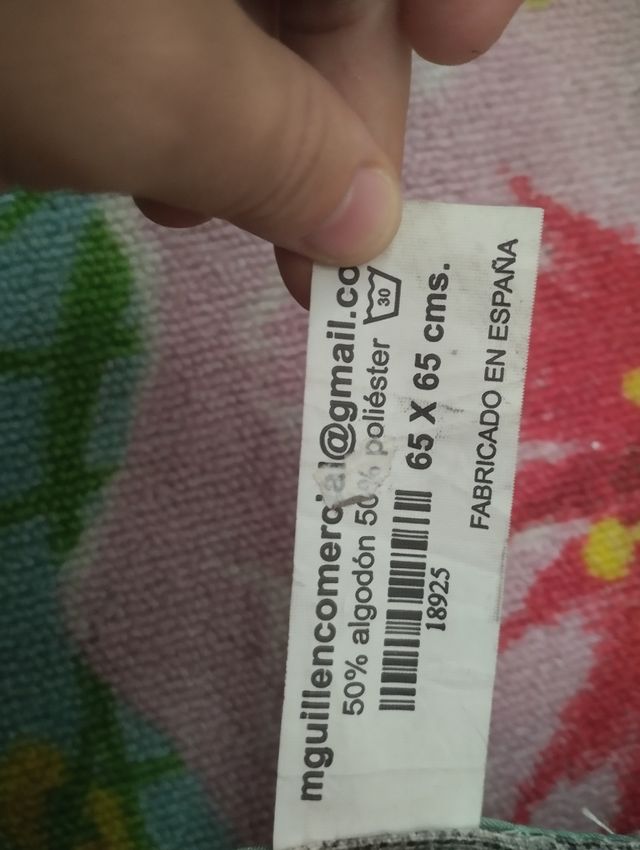 mguillencomercial@gmail.co
50% algodón 50% poliéster 30
65 X 65 cms.
18925
FABRICADO EN ESPAÑA